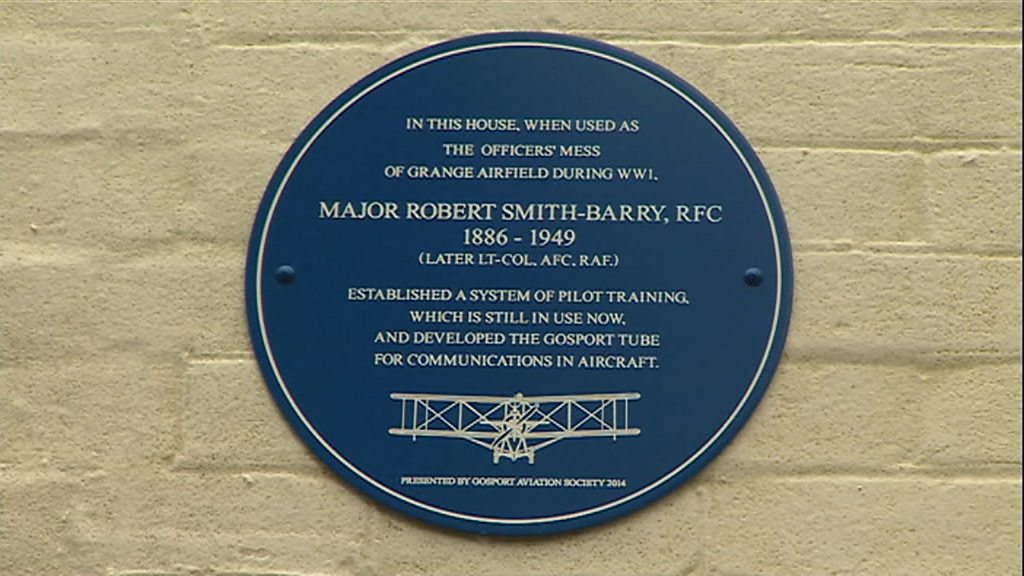 IN THIS HOUSE, WHEN USED AS
THE OFFICERS' MESS
OF GRANGE AIRFIELD DURING WW1,
MAJOR ROBERT SMITH-BARRY, RFC
1886 - 1949
(LATER LT-COL, AFC, RAF.)
ESTABLISHED A SYSTEM OF PILOT TRAINING,
WHICH IS STILL IN USE NOW,
AND DEVELOPED THE GOSPORT TUBE
FOR COMMUNICATIONS IN AIRCRAFT.
PRESENTED BY GOSPORT AVIATION SOCIETY 2014